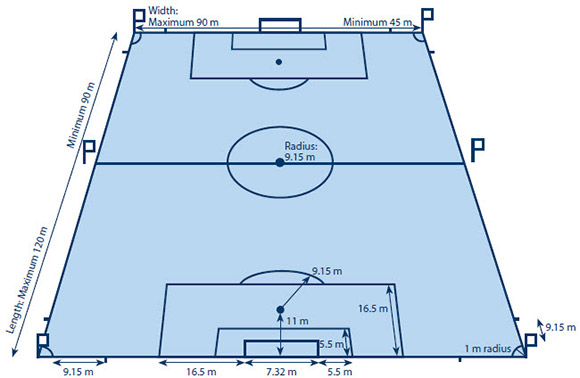 Width:
Maximum 90 m
Minimum 45 m
Length: Maximum 120 m
Minimum 90 m
Radius:
9.15 m
9.15 m
16.5 m
11 m
5.5 m
9.15 m
1 m radius
9.15 m
16.5 m
7.32 m
5.5 m